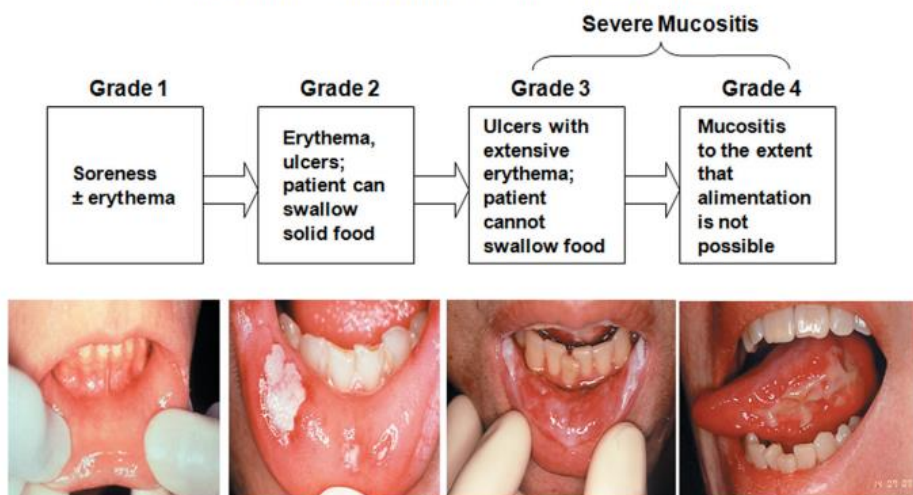 Severe Mucositis
Grade 1
Grade 2
Grade 3
Grade 4
Soreness
± erythema
Erythema,
ulcers;
patient can
swallow
solid food
Ulcers with
extensive
erythema;
patient
cannot
swallow food
Mucositis
to the extent
that
alimentation
is not
possible